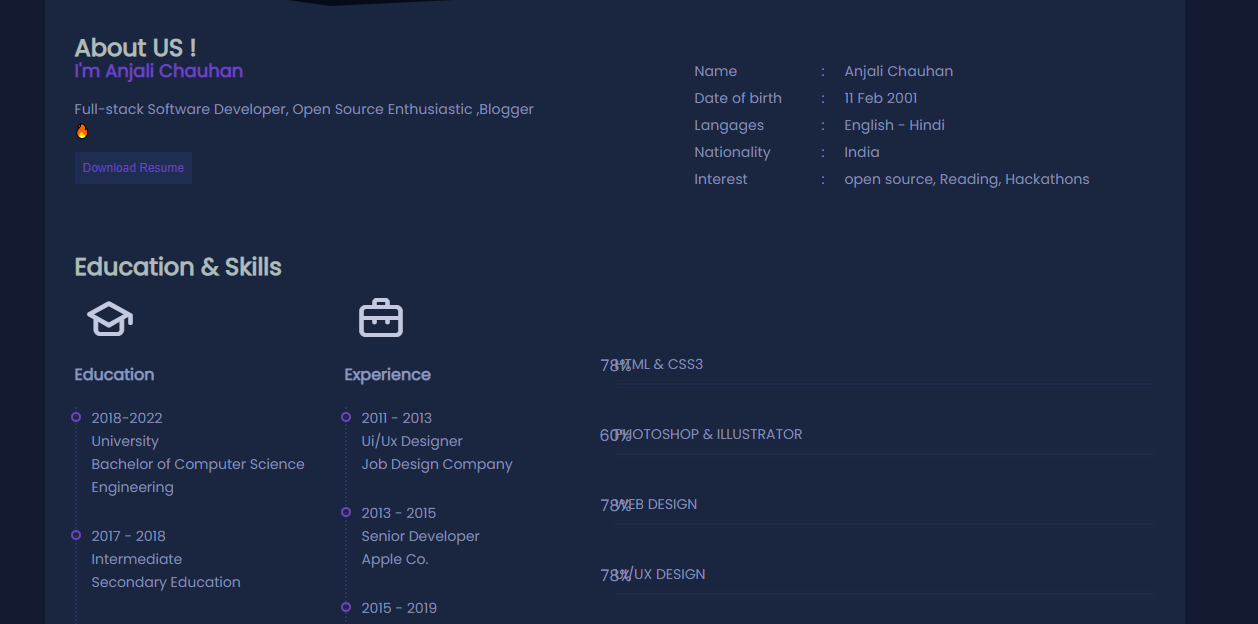 About US !
I'm Anjali Chauhan
Full-stack Software Developer, Open Source Enthusiastic ,Blogger
🔥
Download Resume
Name : Anjali Chauhan
Date of birth : 11 Feb 2001
Langages : English - Hindi
Nationality : India
Interest : open source, Reading, Hackathons
Education & Skills
Education
2018-2022
University
Bachelor of Computer Science
Engineering
2017 - 2018
Intermediate
Secondary Education
Experience
2011 - 2013
Ui/Ux Designer
Job Design Company
2013 - 2015
Senior Developer
Apple Co.
2015 - 2019
78% HTML & CSS3
60% PHOTOSHOP & ILLUSTRATOR
78% WEB DESIGN
78% UI/UX DESIGN